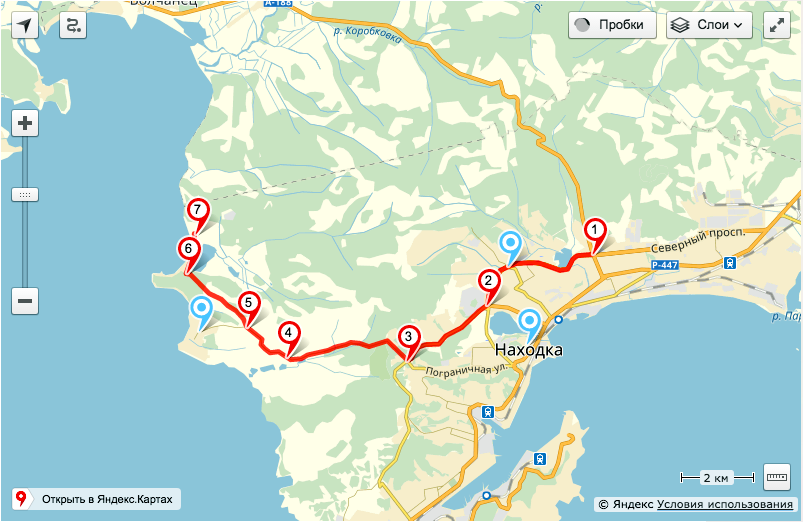 Волчанец
А-188
р. Коробковка
Пробки
Слои
р.
7
6
1
Северный просп.
Р-447
5
2
4
3
Находка
Пограничная ул.
р. Пар
2 км
Открыть в Яндекс.Картах
© Яндекс Условия использования